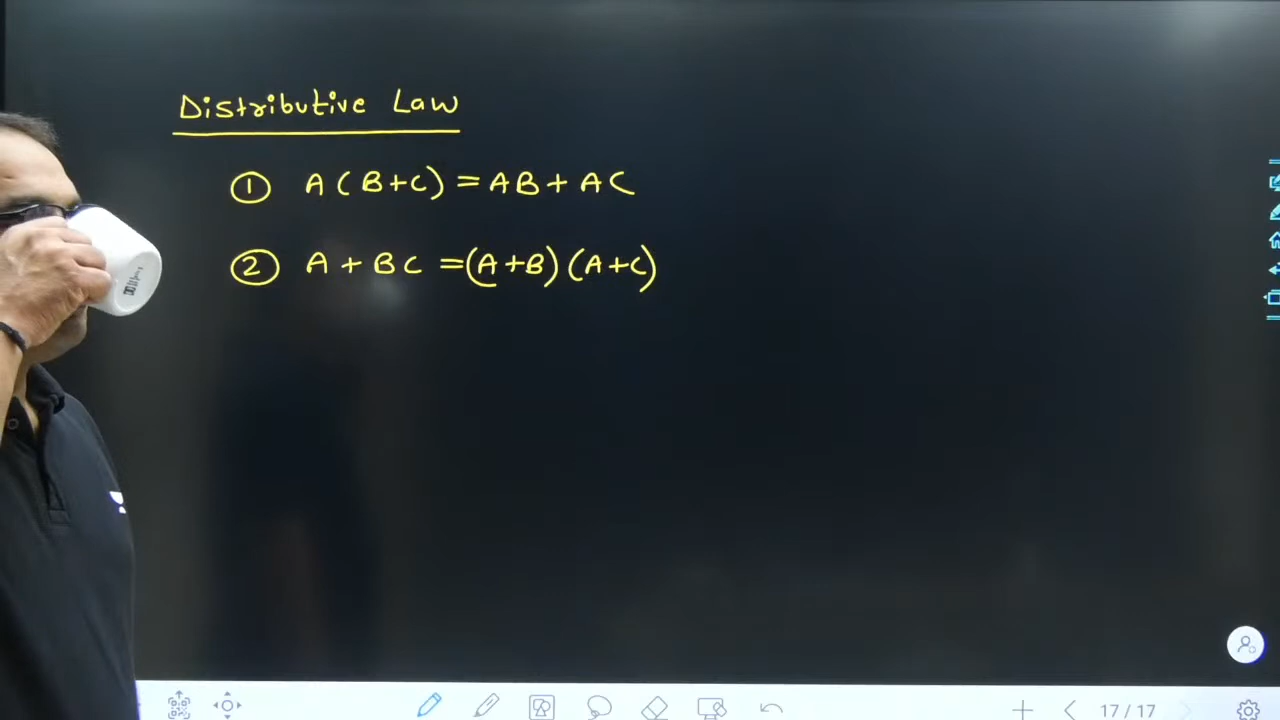 Distributive Law
① A(B+C) = AB + AC
② A + BC = (A+B) (A+C)
17/17